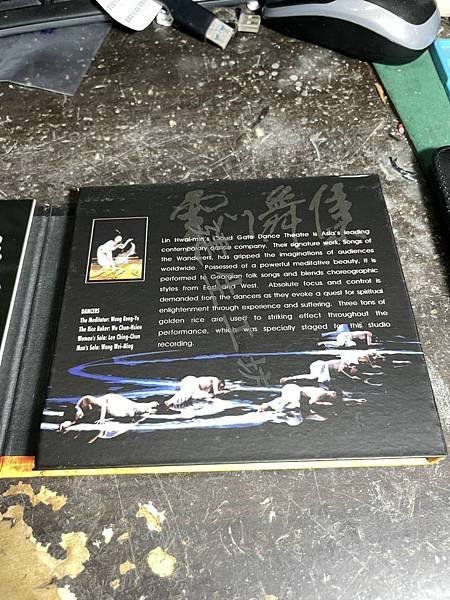 雲門舞集
Lin Hwai-min's Cloud Gate Dance Theatre is Asia's leading
contemporary dance company. Their signature work, Songs of
the Wanderers, has gripped the imaginations of audiences
worldwide. Possessed of a powerful meditative beauty, it is
performed to Georgian folk songs and blends choreographic
styles from East and West. Absolute focus and control is
demanded from the dancers as they evoke a quest for spiritual
enlightenment through experience and suffering. Three tons of
golden rice are used to striking effect throughout the
performance, which was specially staged for this studio
recording.
DANCERS
The Meditator: Wang Rong-Yu
The Rice Raker: Wu Chun-Hsien
Woman's Solo: Lee Ching-Chun
Man's Solo: Wang Wei-Ming